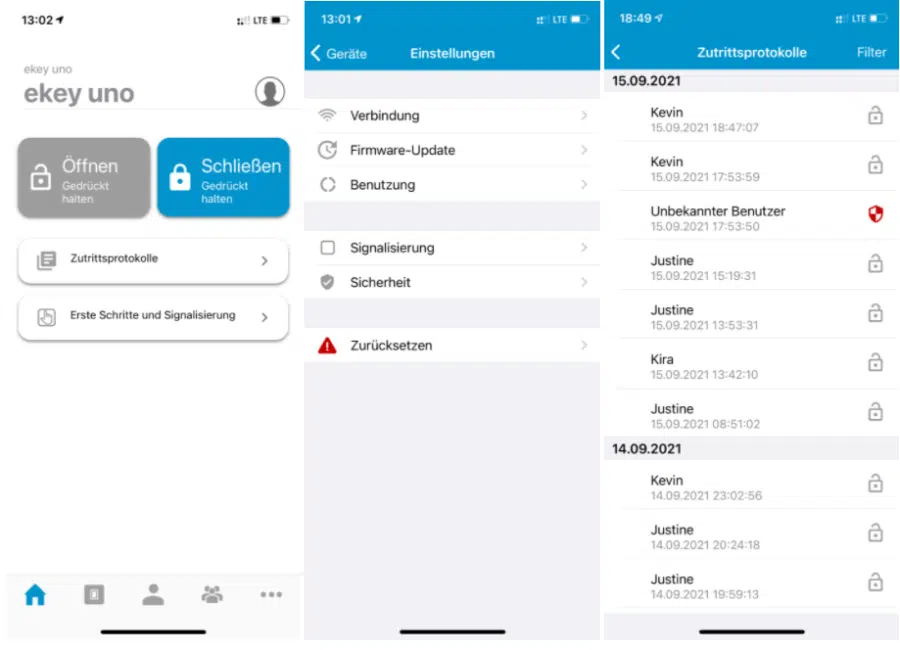 13:02 LTE
ekey uno
ekey uno
Öffnen
Gedrückt
halten
Schließen
Gedrückt
halten
Zutrittsprotokolle
Erste Schritte und Signalisierung
13:01 LTE
Geräte Einstellungen
Verbindung
Firmware-Update
Benutzung
Signalisierung
Sicherheit
Zurücksetzen
18:49 LTE
Zutrittsprotokolle Filter
15.09.2021
Kevin
15.09.2021 18:47:07
Kevin
15.09.2021 17:53:59
Unbekannter Benutzer
15.09.2021 17:53:50
Justine
15.09.2021 15:19:31
Justine
15.09.2021 13:53:31
Kira
15.09.2021 13:42:10
Justine
15.09.2021 08:51:02
14.09.2021
Kevin
14.09.2021 23:02:56
Justine
14.09.2021 20:24:18
Justine
14.09.2021 19:59:13